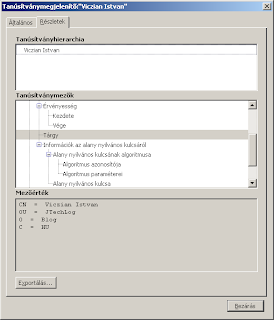 Tanúsítványmegjelenítő:"Viczian Istvan"
Általános Részletek
Tanúsítványhierarchia
Viczian Istvan
Tanúsítványmezők
Érvényesség
Kezdete
Vége
Tárgy
Információk az alany nyilvános kulcsáról
Alany nyilvános kulcsának algoritmusa
Algoritmus azonosítója
Algoritmus paraméterei
Alany nyilvános kulcsa
Mezőérték
CN = Viczian Istvan
OU = JTechLog
O = Blog
C = HU
Exportálás...
Bezárás